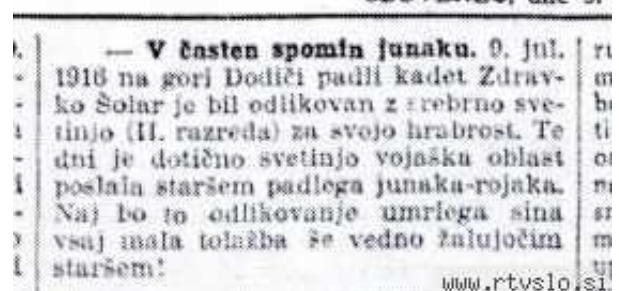 — V časten spomin junaku. 9. jul.
1916 na gori Dodiči padli kadet Zdrav-
ko Šolar je bil odlikovan z srebrno sve-
tinjo (II. razreda) za svojo hrabrost. Te
dni je dotično svetinjo vojaška oblast
poslala staršem padlega junaka-rojaka.
Naj bo to odlikovanje umrlega sina
vsaj mala tolažba še vedno žalujočim
staršem!
www.rtvslo.si